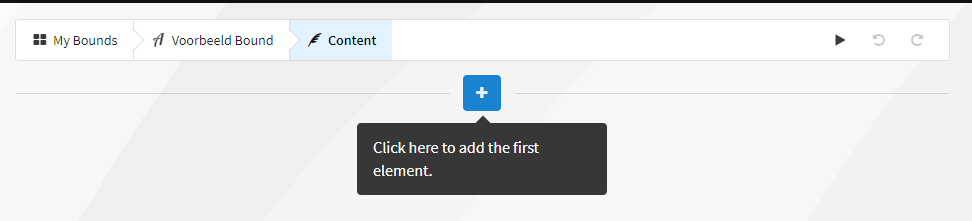 My Bounds Voorbeeld Bound Content
Click here to add the first
element.